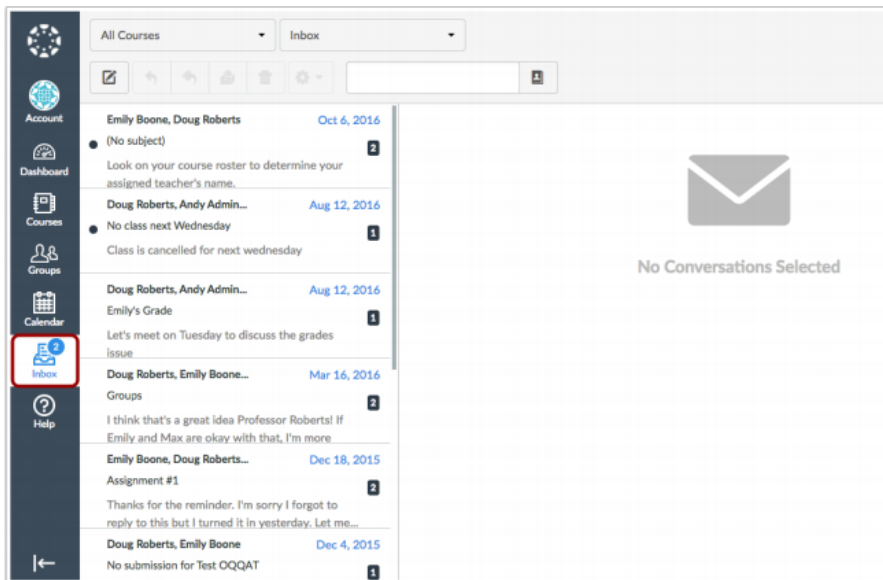 All Courses
Inbox
Account
Dashboard
Courses
Groups
Calendar
2
Inbox
Help
Emily Boone, Doug Roberts Oct 6, 2016
(No subject) 2
Look on your course roster to determine your
assigned teacher's name.
Doug Roberts, Andy Admin... Aug 12, 2016
No class next Wednesday 1
Class is cancelled for next wednesday
Doug Roberts, Andy Admin... Aug 12, 2016
Emily's Grade 1
Let's meet on Tuesday to discuss the grades
issue
Doug Roberts, Emily Boone... Mar 16, 2016
Groups 2
I think that's a great idea Professor Roberts! If
Emily and Max are okay with that, I'm more
Emily Boone, Doug Roberts... Dec 18, 2015
Assignment #1 2
Thanks for the reminder. I'm sorry I forgot to
reply to this but I turned it in yesterday. Let me...
Doug Roberts, Emily Boone Dec 4, 2015
No submission for Test OQQAT 1
No Conversations Selected